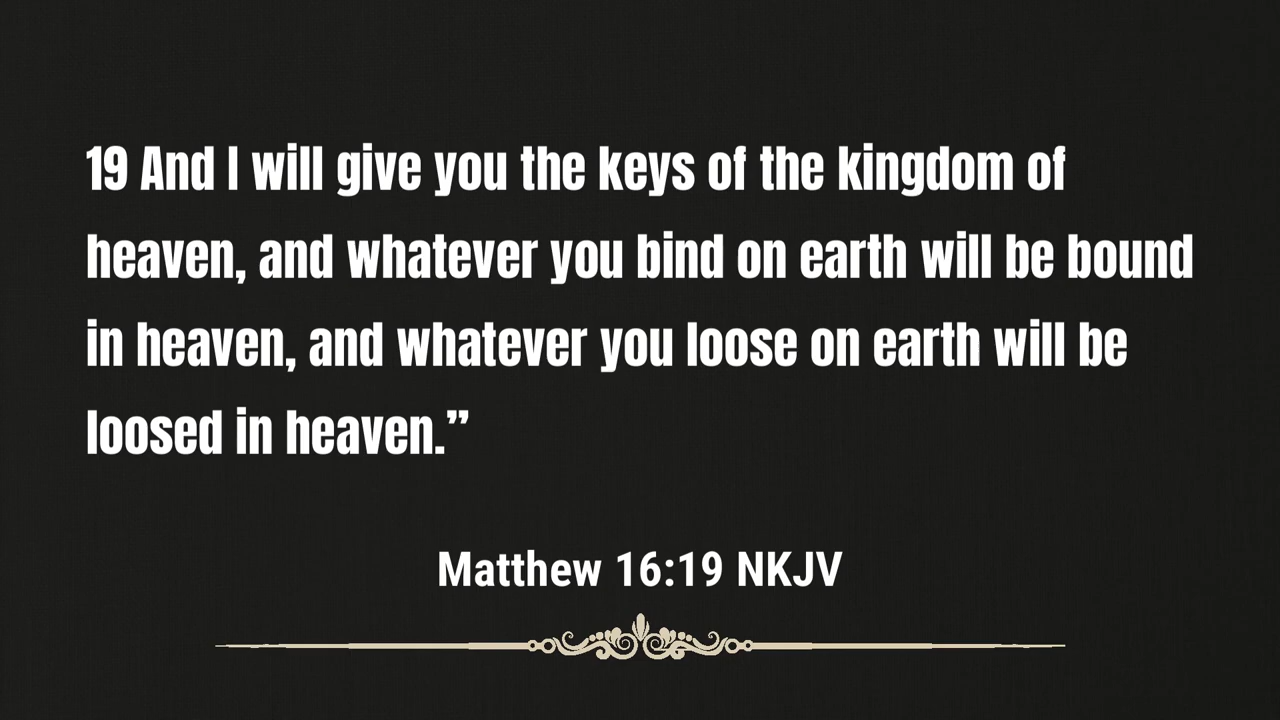 19 And I will give you the keys of the kingdom of
heaven, and whatever you bind on earth will be bound
in heaven, and whatever you loose on earth will be
loosed in heaven.”
Matthew 16:19 NKJV